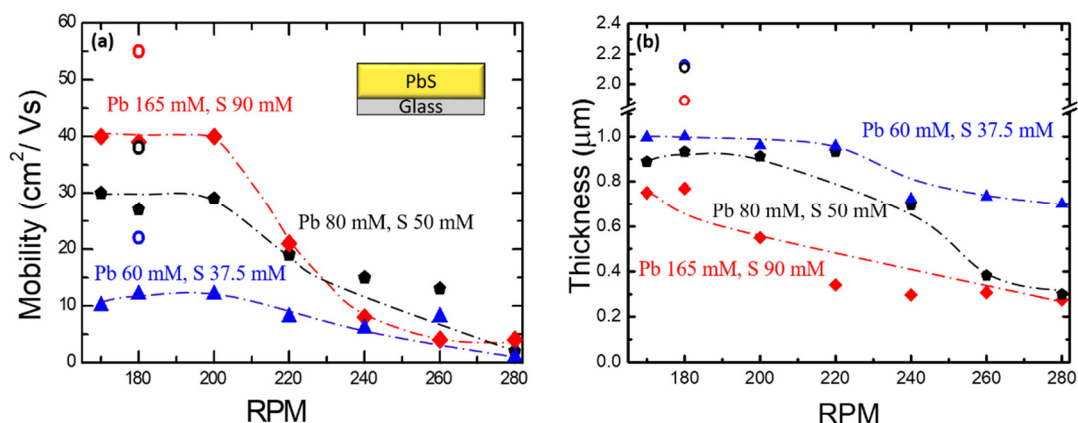 (a)
60
50
40
30
20
10
0
Mobility (cm²/ Vs)
Pb 165 mM, S 90 mM
Pb 80 mM, S 50 mM
Pb 60 mM, S 37.5 mM
PbS
Glass
180 200 220 240 260 280
RPM
(b)
2.4
2.2
2.1
2.0
1.0
0.8
0.6
0.4
0.2
0.0
Thickness (μm)
Pb 60 mM, S 37.5 mM
Pb 80 mM, S 50 mM
Pb 165 mM, S 90 mM
180 200 220 240 260 280
RPM